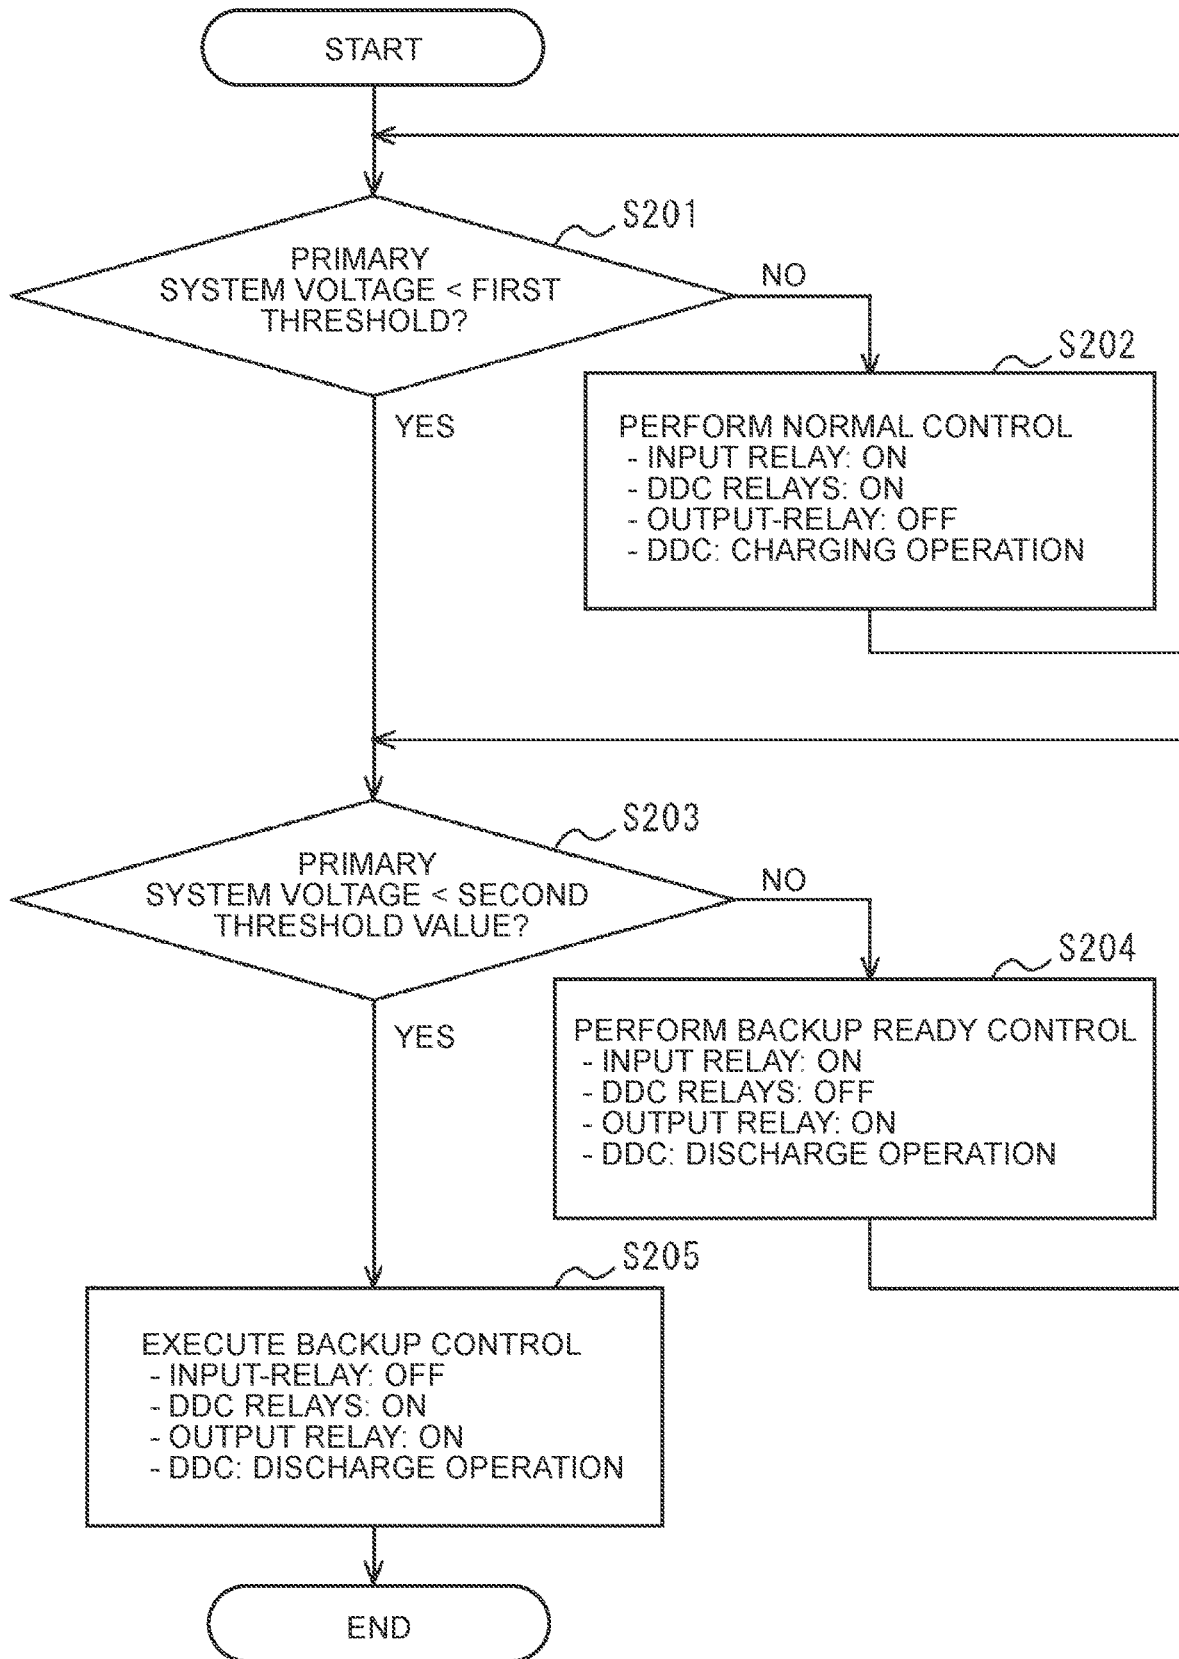 START
S201
PRIMARY
SYSTEM VOLTAGE < FIRST
THRESHOLD?
NO
YES
S202
PERFORM NORMAL CONTROL
- INPUT RELAY: ON
- DDC RELAYS: ON
- OUTPUT-RELAY: OFF
- DDC: CHARGING OPERATION
S203
PRIMARY
SYSTEM VOLTAGE < SECOND
THRESHOLD VALUE?
NO
YES
S204
PERFORM BACKUP READY CONTROL
- INPUT RELAY: ON
- DDC RELAYS: OFF
- OUTPUT RELAY: ON
- DDC: DISCHARGE OPERATION
S205
EXECUTE BACKUP CONTROL
- INPUT-RELAY: OFF
- DDC RELAYS: ON
- OUTPUT RELAY: ON
- DDC: DISCHARGE OPERATION
END